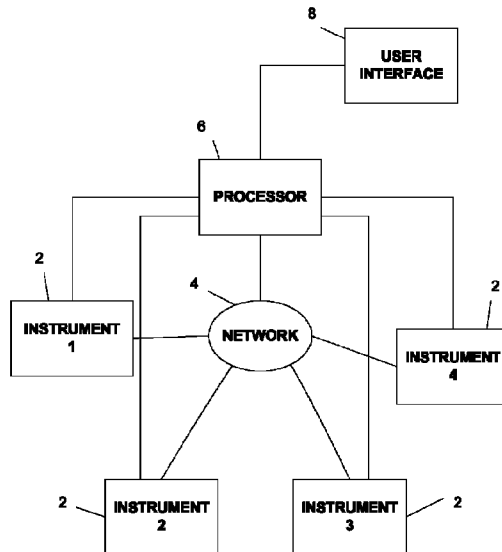 8
USER
INTERFACE
6
PROCESSOR
2
INSTRUMENT
1
4
NETWORK
2
INSTRUMENT
4
2
INSTRUMENT
2
INSTRUMENT
3
2